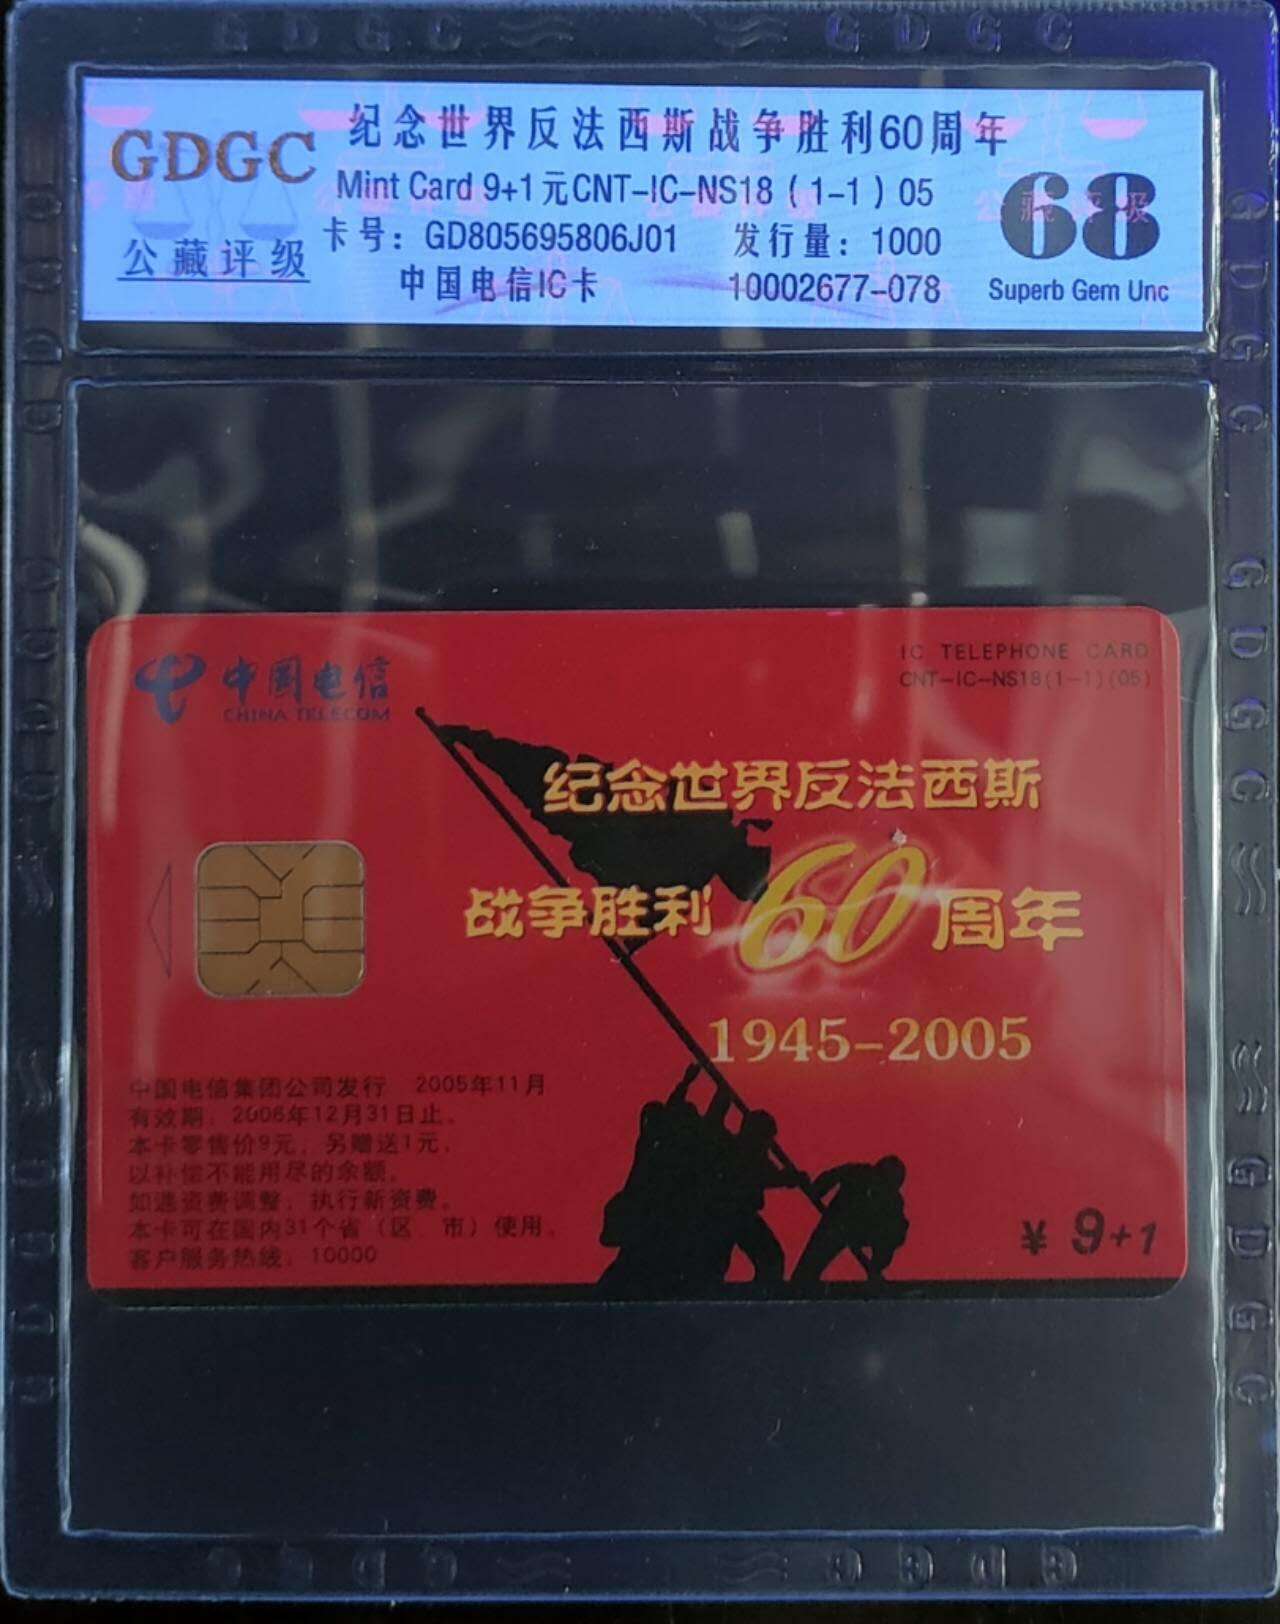 GDGC
GDGC
GDGC
公藏评级
纪念世界反法西斯战争胜利60周年
Mint Card 9+1元CNT-IC-NS18（1-1）05
卡号：GD805695806J01 发行量：1000
中国电信IC卡 10002677-078
68
Superb Gem Unc
中国电信
CHINA TELECOM
IC TELEPHONE CARD
CNT-IC-NS18(1-1)(05)
纪念世界反法西斯
战争胜利60周年
1945-2005
中国电信集团公司发行 2005年11月
有效期：2006年12月31日止。
本卡零售价9元，另赠送1元，
以补偿不能用尽的余额。
如遇资费调整，执行新资费。
本卡可在国内31个省（区、市）使用。
客户服务热线：10000
¥ 9+1